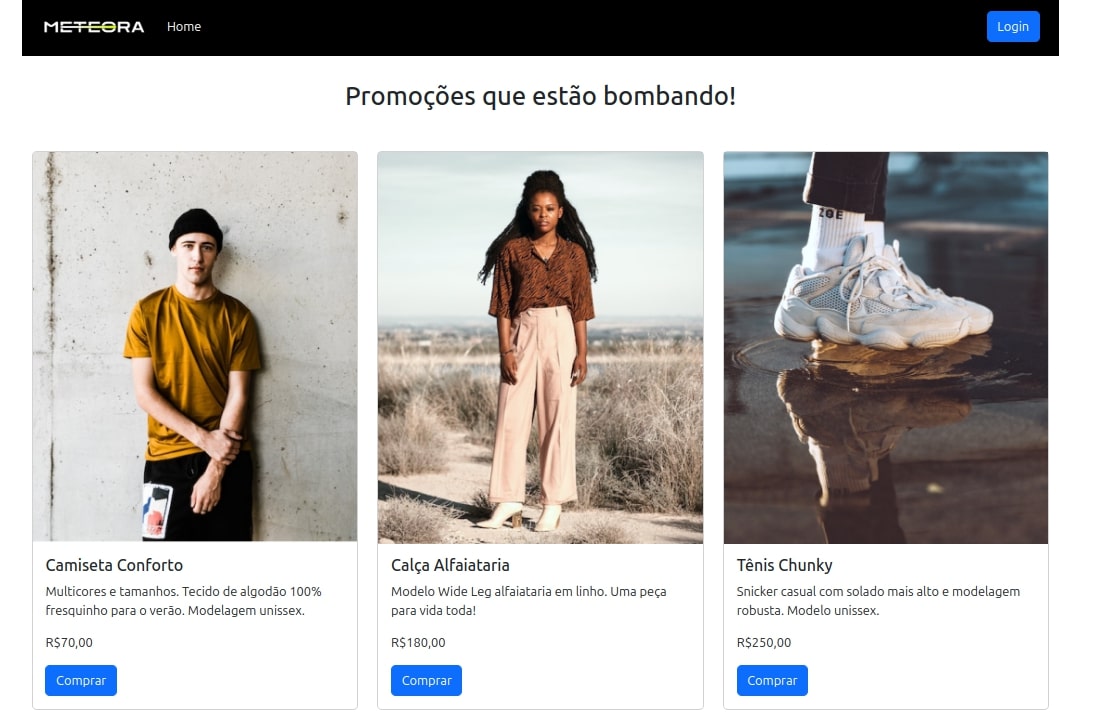 METEORA Home Login
Promoções que estão bombando!
ZOE
Camiseta Conforto
Multicores e tamanhos. Tecido de algodão 100%
fresquinho para o verão. Modelagem unissex.
R$70,00
Comprar
Calça Alfaiataria
Modelo Wide Leg alfaiataria em linho. Uma peça
para vida toda!
R$180,00
Comprar
Tênis Chunky
Snicker casual com solado mais alto e modelagem
robusta. Modelo unissex.
R$250,00
Comprar